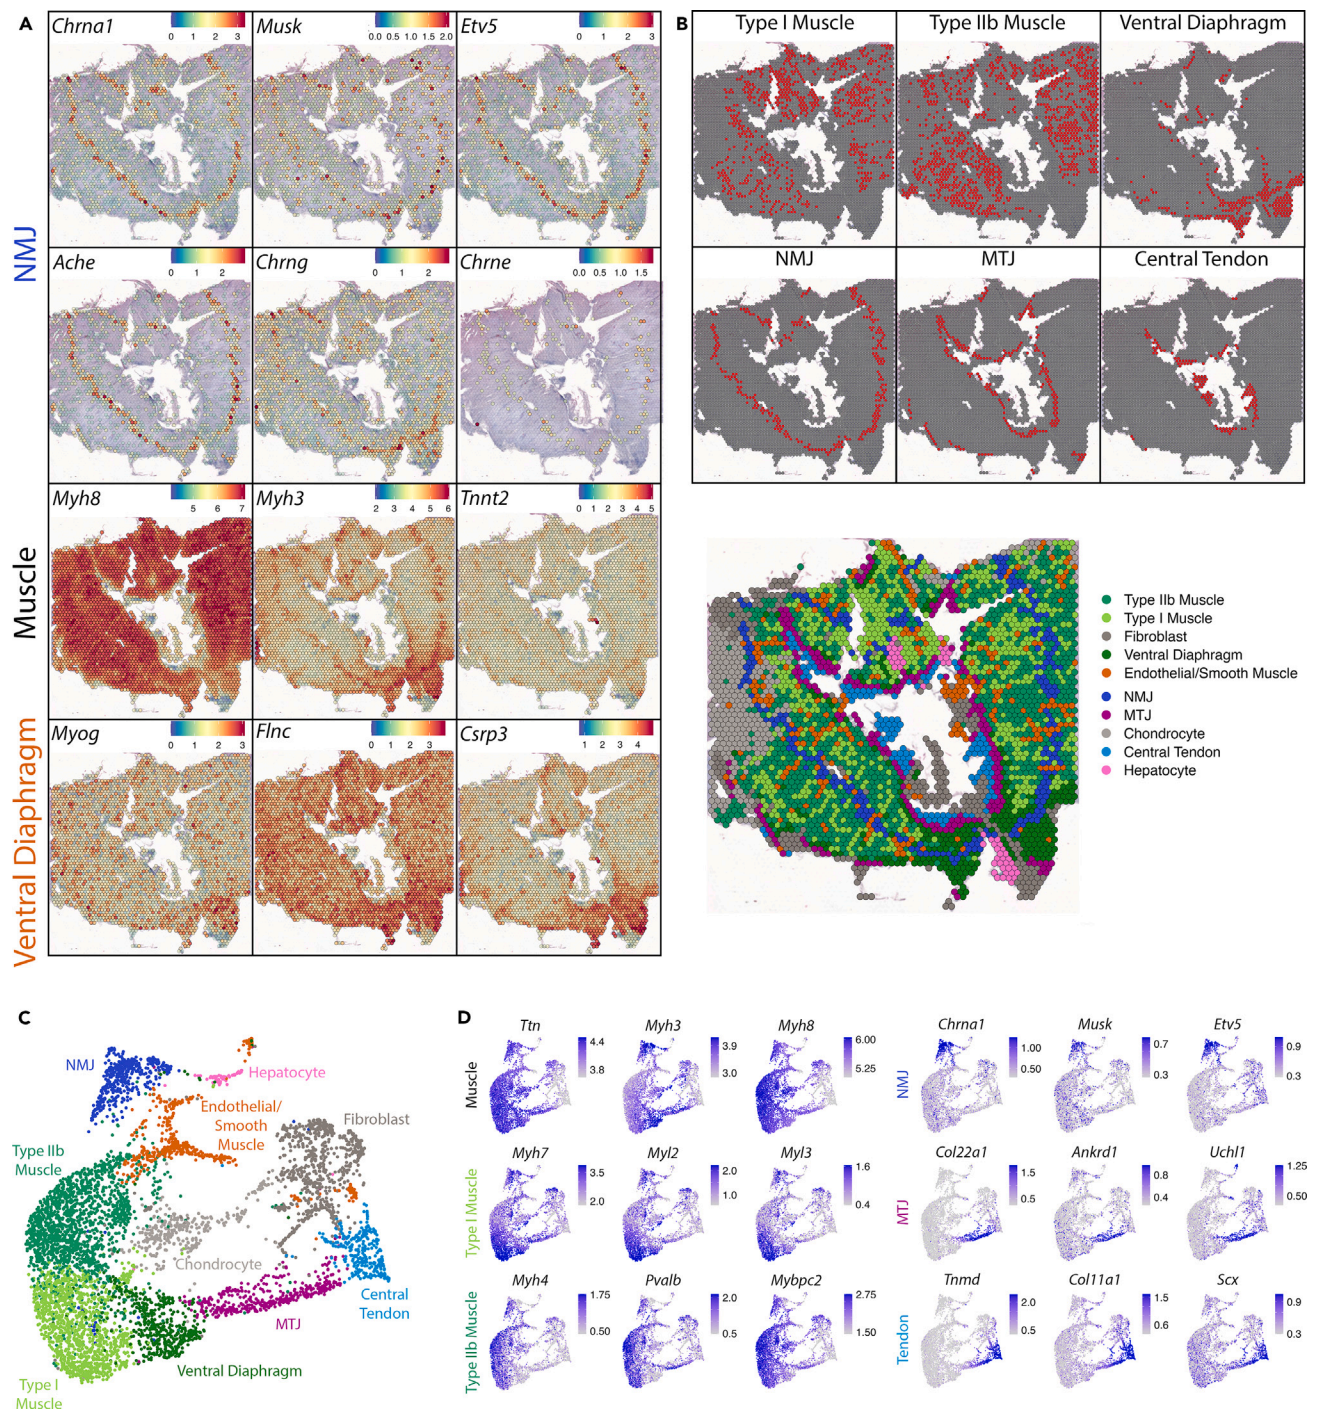 A
NMJ
Muscle
Ventral Diaphragm
Chrna1
0 1 2 3
Musk
0.0 0.5 1.0 1.5 2.0
Etv5
0 1 2 3
Ache
0 1 2
Chrng
0 1 2
Chrne
0.0 0.5 1.0 1.5
Myh8
5 6 7
Myh3
2 3 4 5 6
Tnnt2
0 1 2 3 4 5
Myog
0 1 2 3
Flnc
0 1 2 3
Csrp3
1 2 3 4
B
Type I Muscle
Type IIb Muscle
Ventral Diaphragm
NMJ
MTJ
Central Tendon
Type IIb Muscle
Type I Muscle
Fibroblast
Ventral Diaphragm
Endothelial/Smooth Muscle
NMJ
MTJ
Chondrocyte
Central Tendon
Hepatocyte
C
NMJ
Hepatocyte
Endothelial/
Smooth
Muscle
Fibroblast
Type IIb
Muscle
Chondrocyte
Central
Tendon
MTJ
Ventral Diaphragm
Type I
Muscle
D
Muscle
Ttn
4.4
3.8
Myh3
3.9
3.0
Myh8
6.00
5.25
NMJ
Chrna1
1.00
0.50
Musk
0.7
0.3
Etv5
0.9
0.3
Type I Muscle
Myh7
3.5
2.0
Myl2
2.0
1.0
Myl3
1.6
0.4
MTJ
Col22a1
1.5
0.5
Ankrd1
0.8
0.4
Uchl1
1.25
0.50
Type IIb Muscle
Myh4
1.75
0.50
Pvalb
2.0
0.5
Mybpc2
2.75
1.50
Tendon
Tnmd
2.0
0.5
Col11a1
1.5
0.6
Scx
0.9
0.3